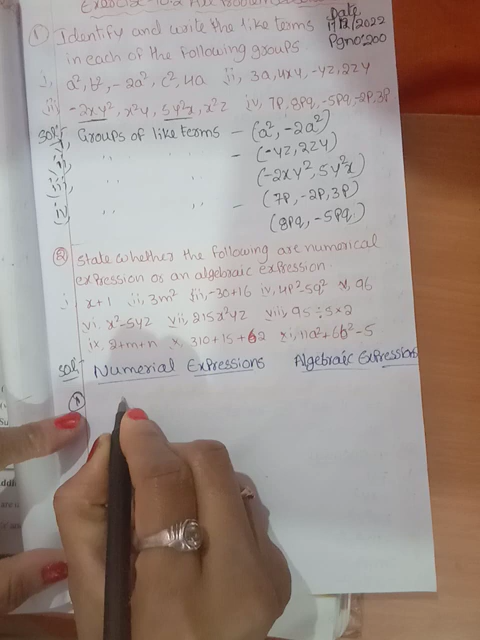 Exercise-10.2
Date
17/12/2022
Pg no:200
① Identify and write the like terms
in each of the following groups
i, a², b², -2a², c², 4a ii, 3a, 4xy, -yz, 2zy
iii, -2xy², x²y, 5y²x, x²z iv, 7p, 8pq, -5pq, -2p, 3p
Sol:- Groups of like terms - (a², -2a²)
(-yz, 2zy)
(-2xy², 5y²x)
(7p, -2p, 3p)
(8pq, -5pq)
② State whether the following are numerical
expression or an algebraic expression.
i, x+1 ii, 3m² iii, -30+16 iv, 4p²-5q² v, 96
vi, x²-5yz vii, 215x²yz viii, 95÷5×2
ix, 2+m+n x, 310+15+62 xi, 11a²+6b²-5
Sol:- Numerial Expressions Algebraic Expressions